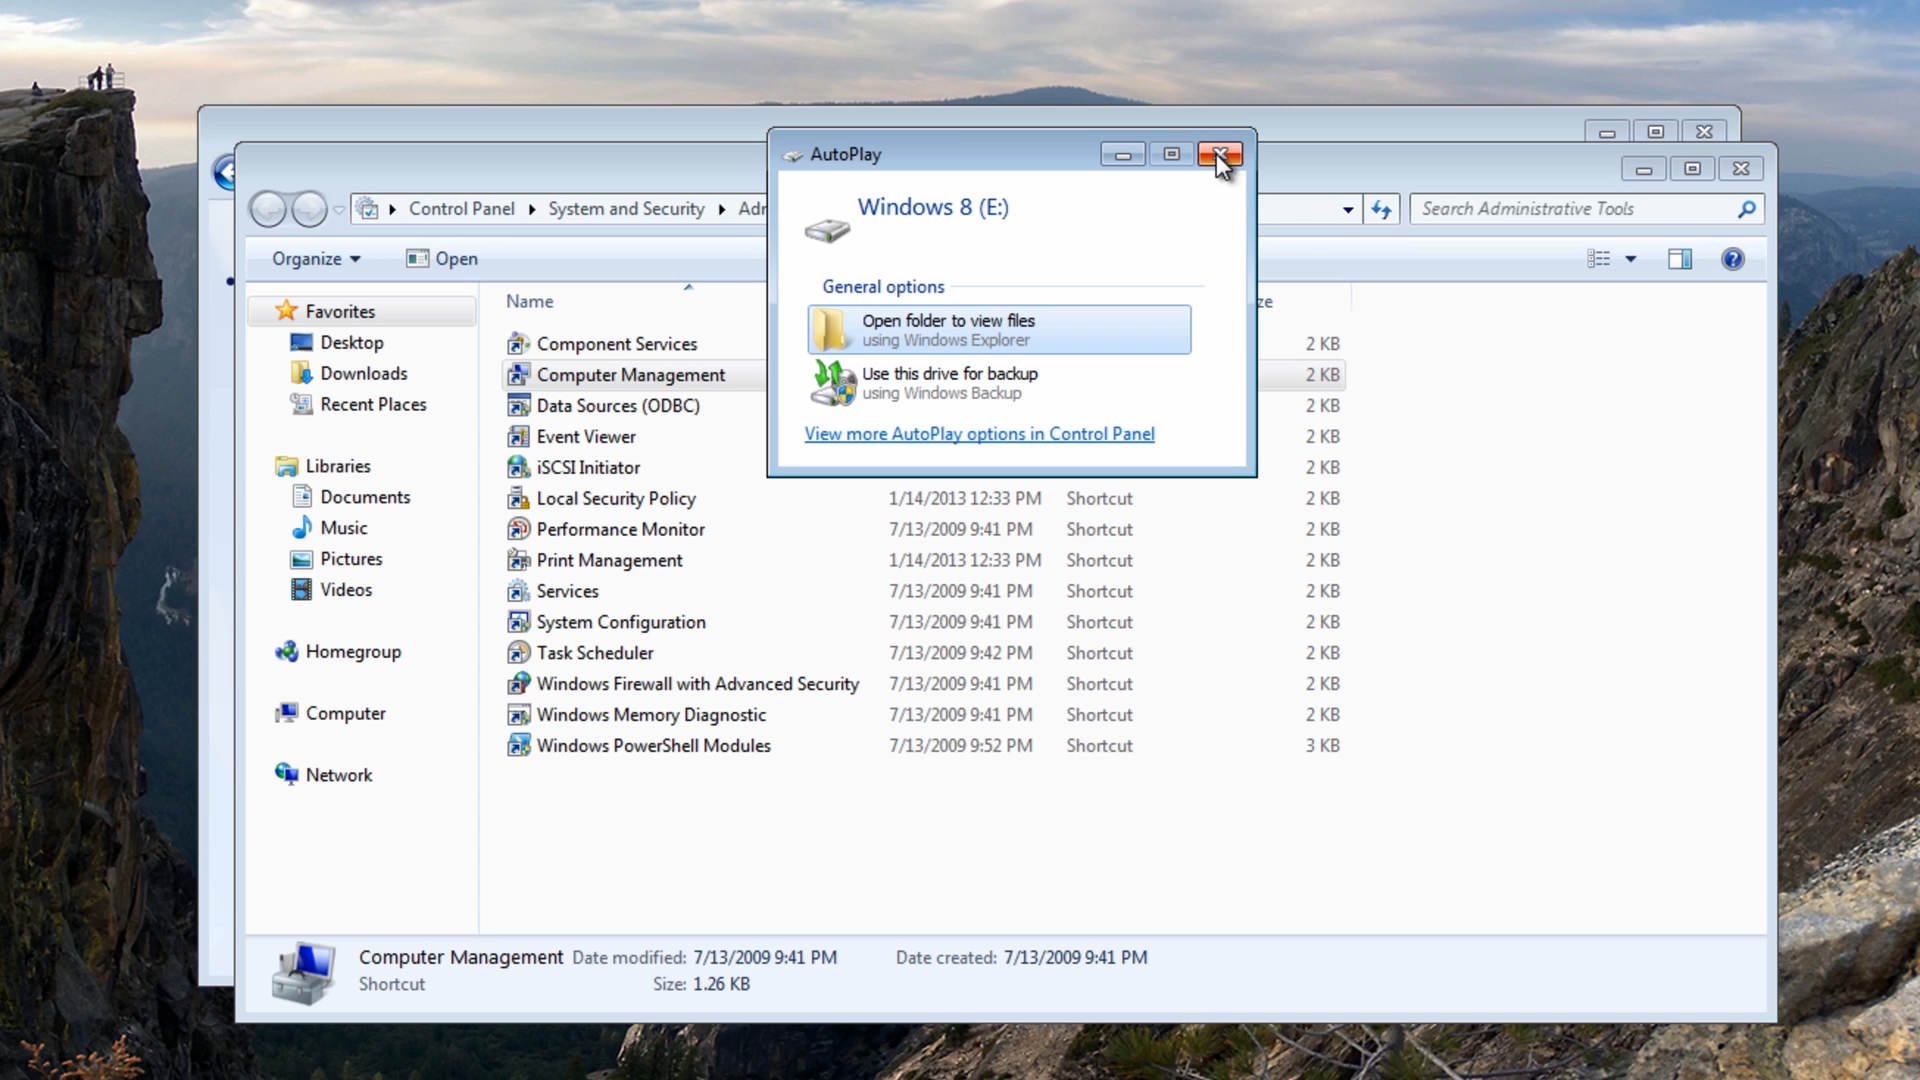 AutoPlay
Windows 8 (E:)
General options
Open folder to view files
using Windows Explorer
Use this drive for backup
using Windows Backup
View more AutoPlay options in Control Panel
Control Panel System and Security Adr
Search Administrative Tools
Organize Open
Favorites
Desktop
Downloads
Recent Places
Libraries
Documents
Music
Pictures
Videos
Homegroup
Computer
Network
Name ze
Component Services 2 KB
Computer Management 2 KB
Data Sources (ODBC) 2 KB
Event Viewer 2 KB
iSCSI Initiator 2 KB
Local Security Policy 1/14/2013 12:33 PM Shortcut 2 KB
Performance Monitor 7/13/2009 9:41 PM Shortcut 2 KB
Print Management 1/14/2013 12:33 PM Shortcut 2 KB
Services 7/13/2009 9:41 PM Shortcut 2 KB
System Configuration 7/13/2009 9:41 PM Shortcut 2 KB
Task Scheduler 7/13/2009 9:42 PM Shortcut 2 KB
Windows Firewall with Advanced Security 7/13/2009 9:41 PM Shortcut 2 KB
Windows Memory Diagnostic 7/13/2009 9:41 PM Shortcut 2 KB
Windows PowerShell Modules 7/13/2009 9:52 PM Shortcut 3 KB
Computer Management Date modified: 7/13/2009 9:41 PM Date created: 7/13/2009 9:41 PM
Shortcut Size: 1.26 KB